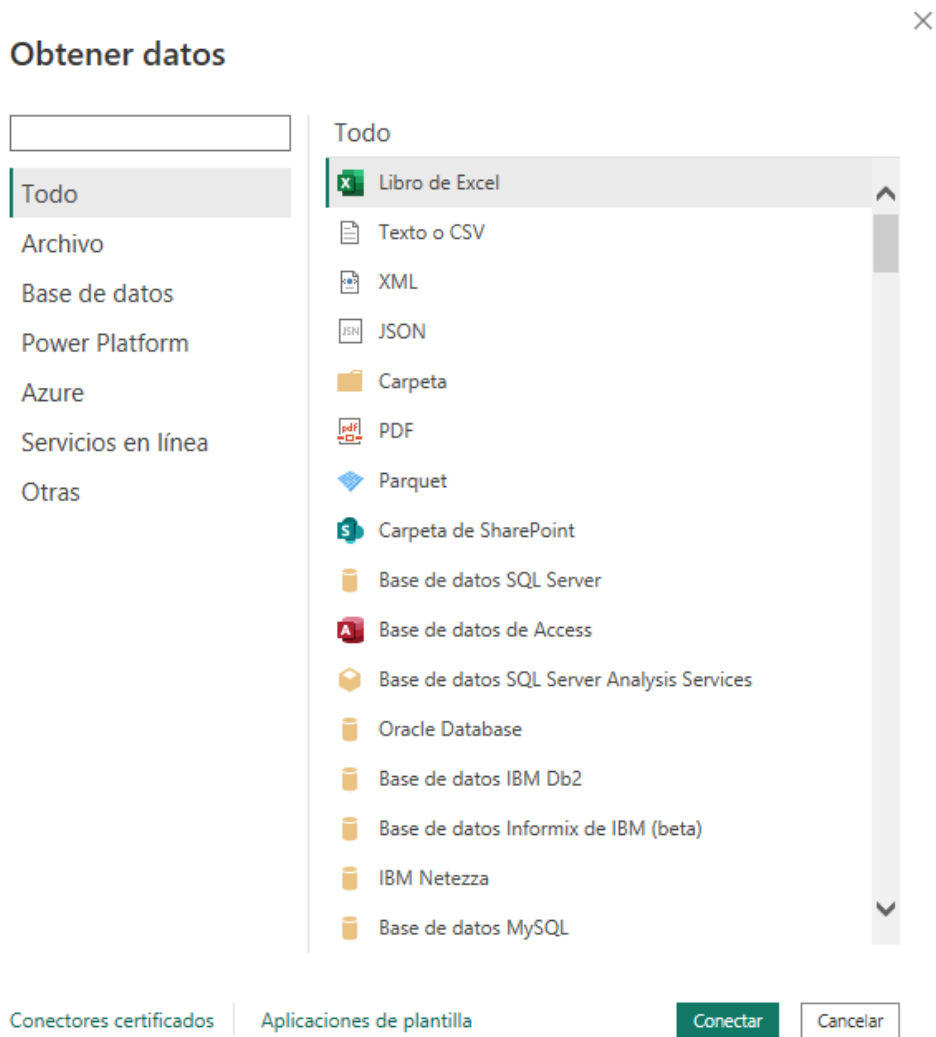 Obtener datos
Todo
Archivo
Base de datos
Power Platform
Azure
Servicios en línea
Otras
Todo
Libro de Excel
Texto o CSV
XML
JSN JSON
Carpeta
pdf PDF
Parquet
Carpeta de SharePoint
Base de datos SQL Server
Base de datos de Access
Base de datos SQL Server Analysis Services
Oracle Database
Base de datos IBM Db2
Base de datos Informix de IBM (beta)
IBM Netezza
Base de datos MySQL
Conectores certificados
Aplicaciones de plantilla
Conectar
Cancelar